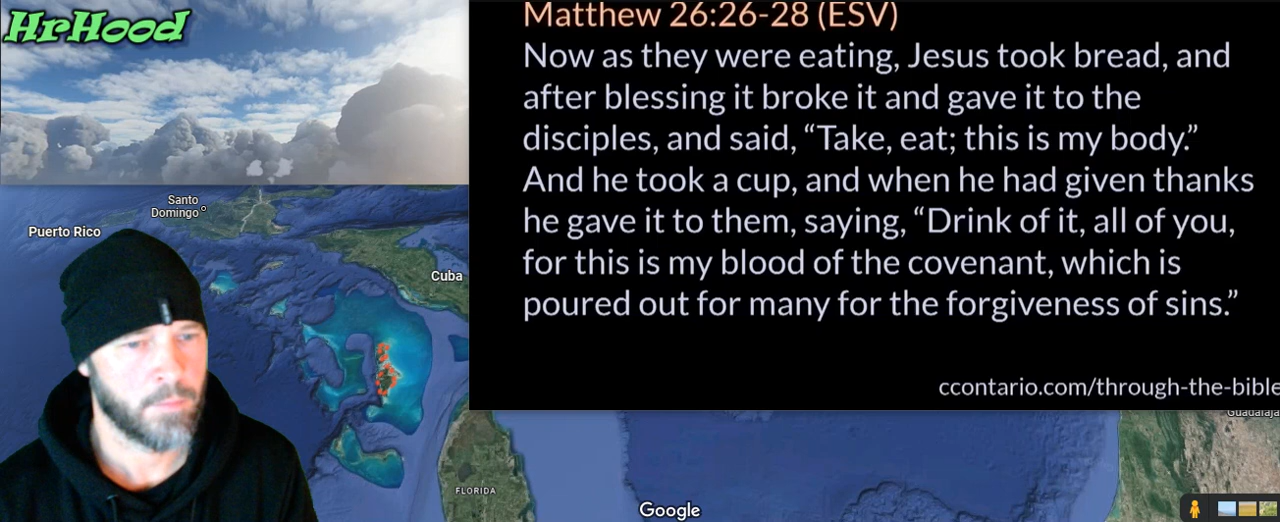 HrHood
Matthew 26:26-28 (ESV)
Now as they were eating, Jesus took bread, and
after blessing it broke it and gave it to the
disciples, and said, “Take, eat; this is my body.”
And he took a cup, and when he had given thanks
he gave it to them, saying, “Drink of it, all of you,
for this is my blood of the covenant, which is
poured out for many for the forgiveness of sins.”
ccontario.com/through-the-bible
Santo
Domingo
Puerto Rico
Cuba
FLORIDA
Google